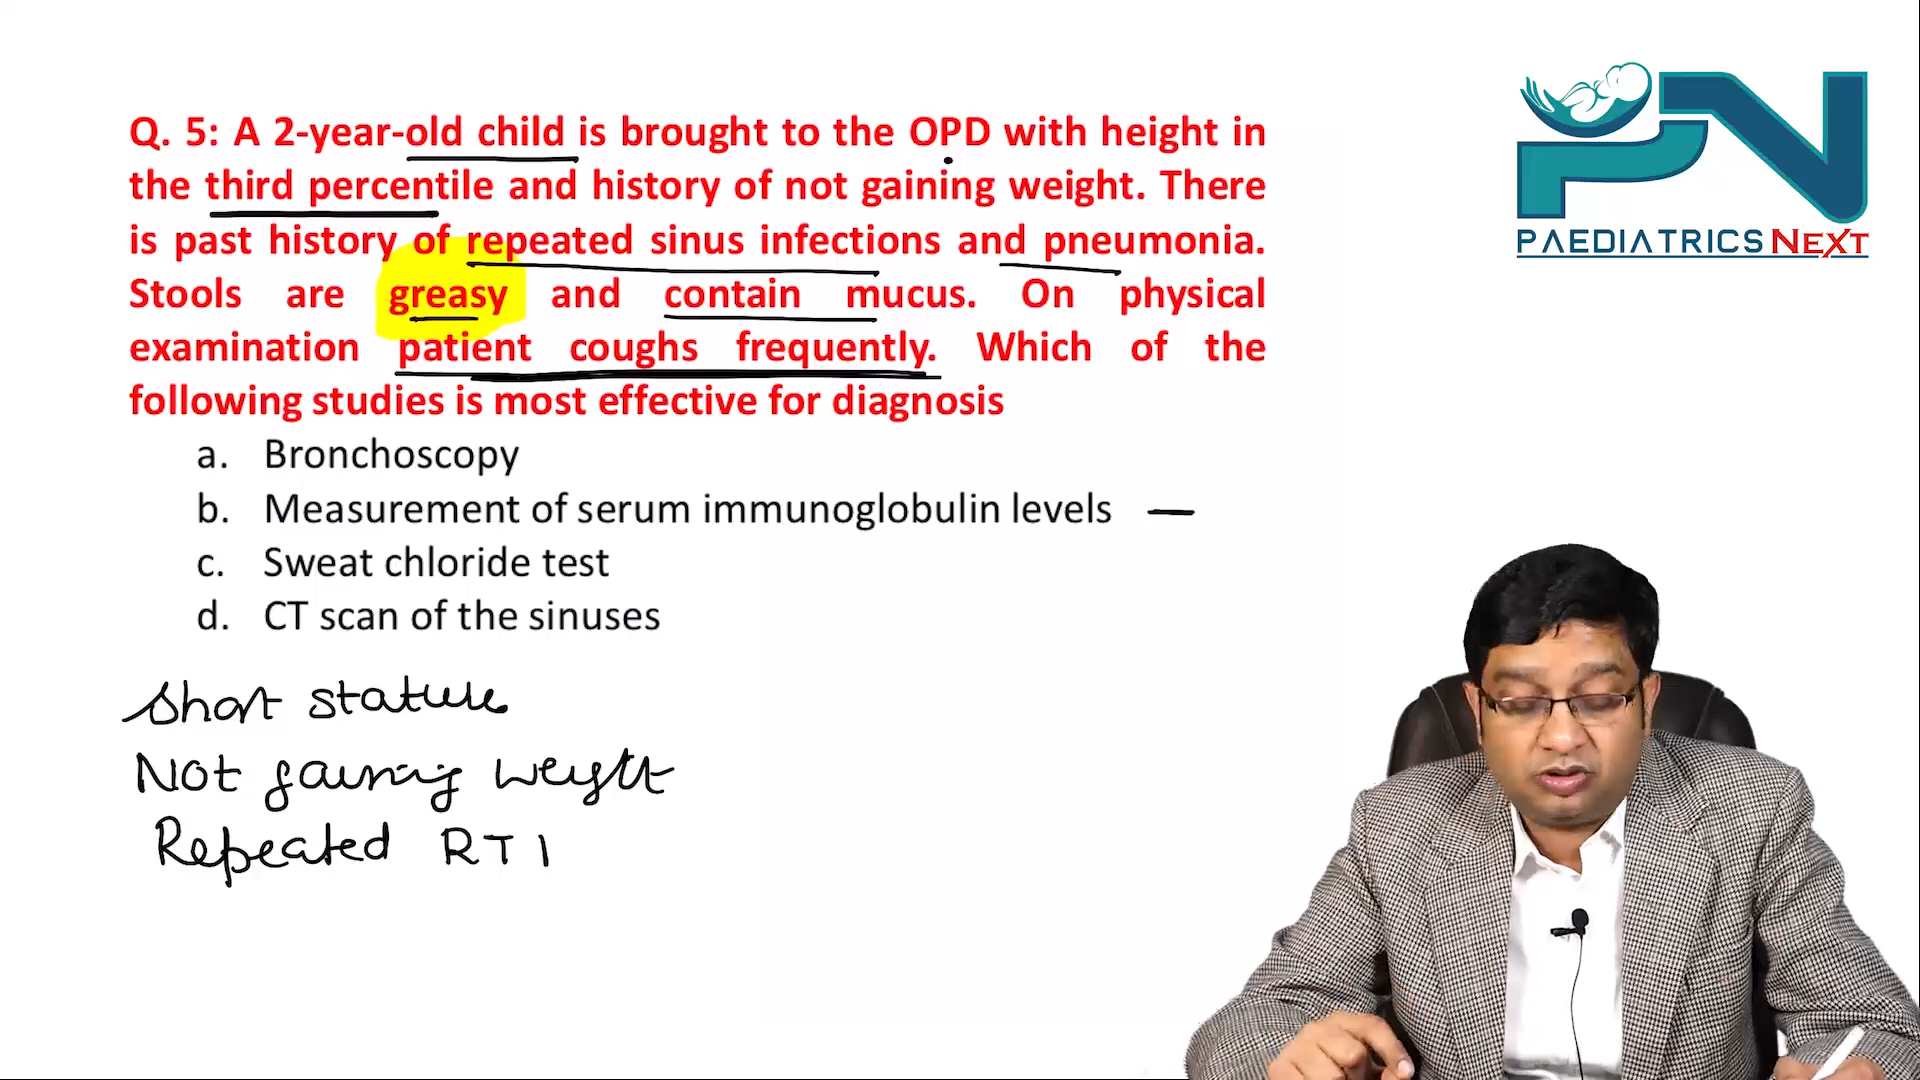 Q. 5: A 2-year-old child is brought to the OPD with height in
the third percentile and history of not gaining weight. There
is past history of repeated sinus infections and pneumonia.
Stools are greasy and contain mucus. On physical
examination patient coughs frequently. Which of the
following studies is most effective for diagnosis
a. Bronchoscopy
b. Measurement of serum immunoglobulin levels
c. Sweat chloride test
d. CT scan of the sinuses
Short stature
Not gaining weight
Repeated RTI
PN
PAEDIATRICS NEXT